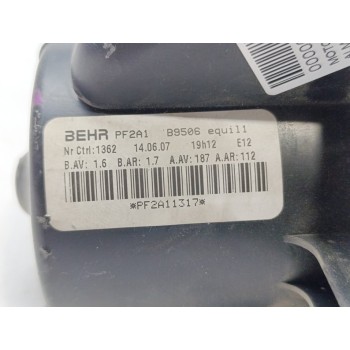 BEHR PF2A1 B9506 equil1
Nr Ctrl:1362 14.06.07 19h12 E12
B.AV: 1.6 B.AR: 1.7 A.AV:187 A.AR:112
*PF2A11317*